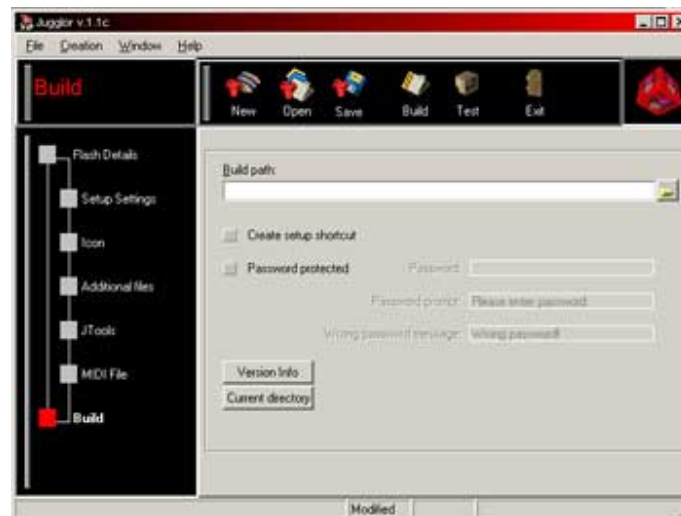 Jugglor v.1.1c
File Creation Window Help
Build
New Open Save Build Test Exit
Flash Details
Setup Settings
Icon
Additional files
JTools
MIDI File
Build
Build path:
Create setup shortcut
Password protected Password:
Password prompt: Please enter password:
Wrong password message: Wrong password!
Version Info
Current directory
Modified